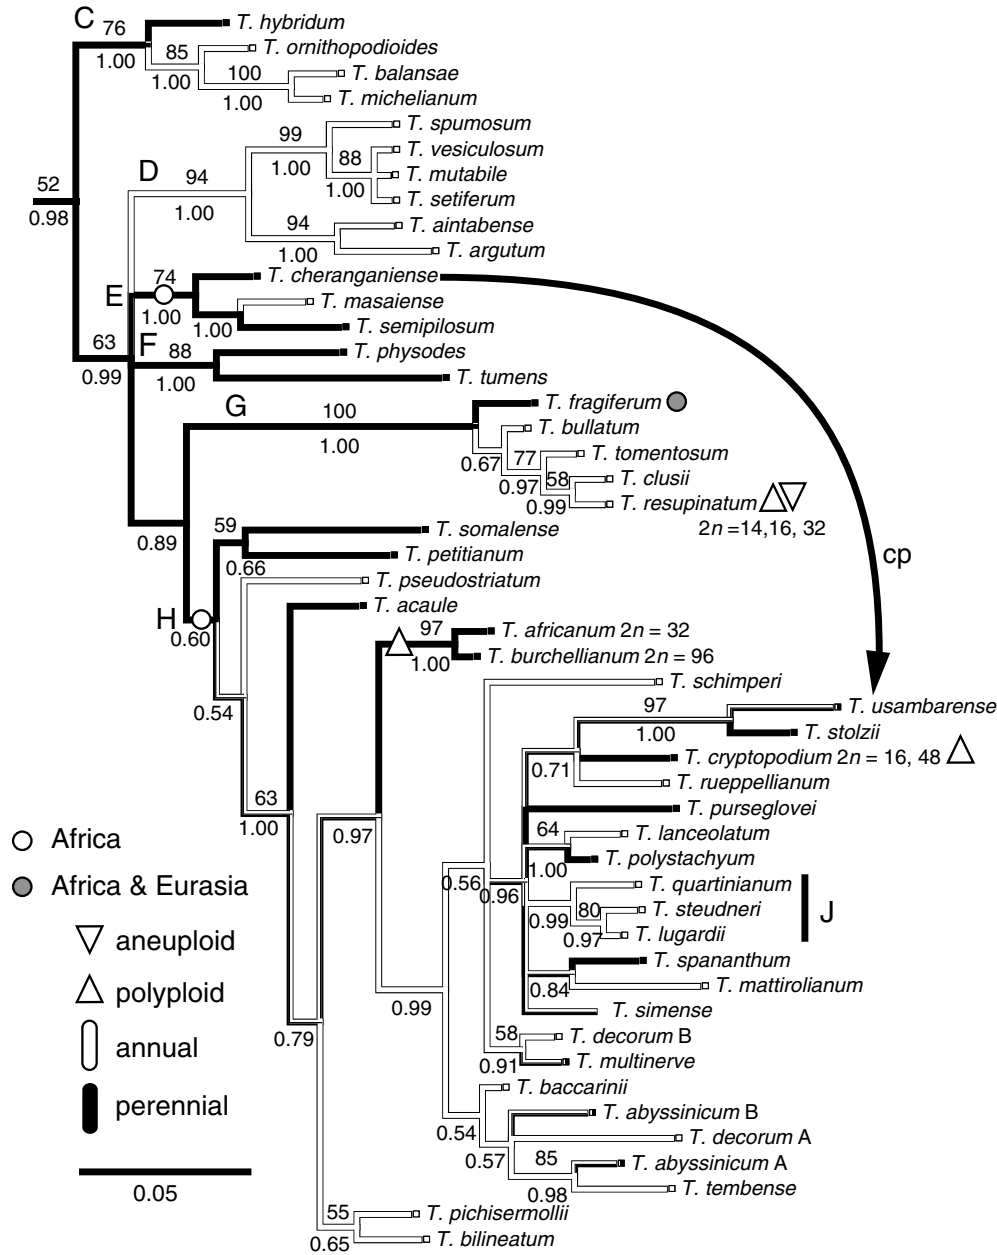 C
76
1.00
T. hybridum
85
1.00
T. ornithopodioides
100
1.00
T. balansae
T. michelianum
T. spumosum
99
1.00
T. vesiculosum
88
1.00
T. mutabile
T. setiferum
D
94
1.00
52
0.98
94
1.00
T. aintabense
T. argutum
T. cheranganiense
E
74
1.00
1.00
T. masaiense
T. semipilosum
63
0.99
F
88
1.00
T. physodes
T. tumens
G
100
1.00
T. fragiferum
T. bullatum
0.67
77
0.97
T. tomentosum
58
0.99
T. clusii
T. resupinatum
2n =14,16, 32
0.89
59
0.66
T. somalense
T. petitianum
cp
T. pseudostriatum
T. acaule
H
0.60
97
1.00
T. africanum 2n = 32
T. burchellianum 2n = 96
T. schimperi
0.54
97
1.00
T. usambarense
T. stolzii
T. cryptopodium 2n = 16, 48
0.71
T. rueppellianum
63
1.00
T. purseglovei
0.97
64
1.00
T. lanceolatum
T. polystachyum
0.56
0.96
T. quartinianum
0.99
80
0.97
T. steudneri
T. lugardii
J
T. spananthum
0.84
T. mattirolianum
0.99
T. simense
0.79
58
0.91
T. decorum B
T. multinerve
T. baccarinii
0.54
T. abyssinicum B
T. decorum A
0.57
85
0.98
T. abyssinicum A
T. tembense
55
0.65
T. pichisermollii
T. bilineatum
Africa
Africa & Eurasia
aneuploid
polyploid
annual
perennial
0.05